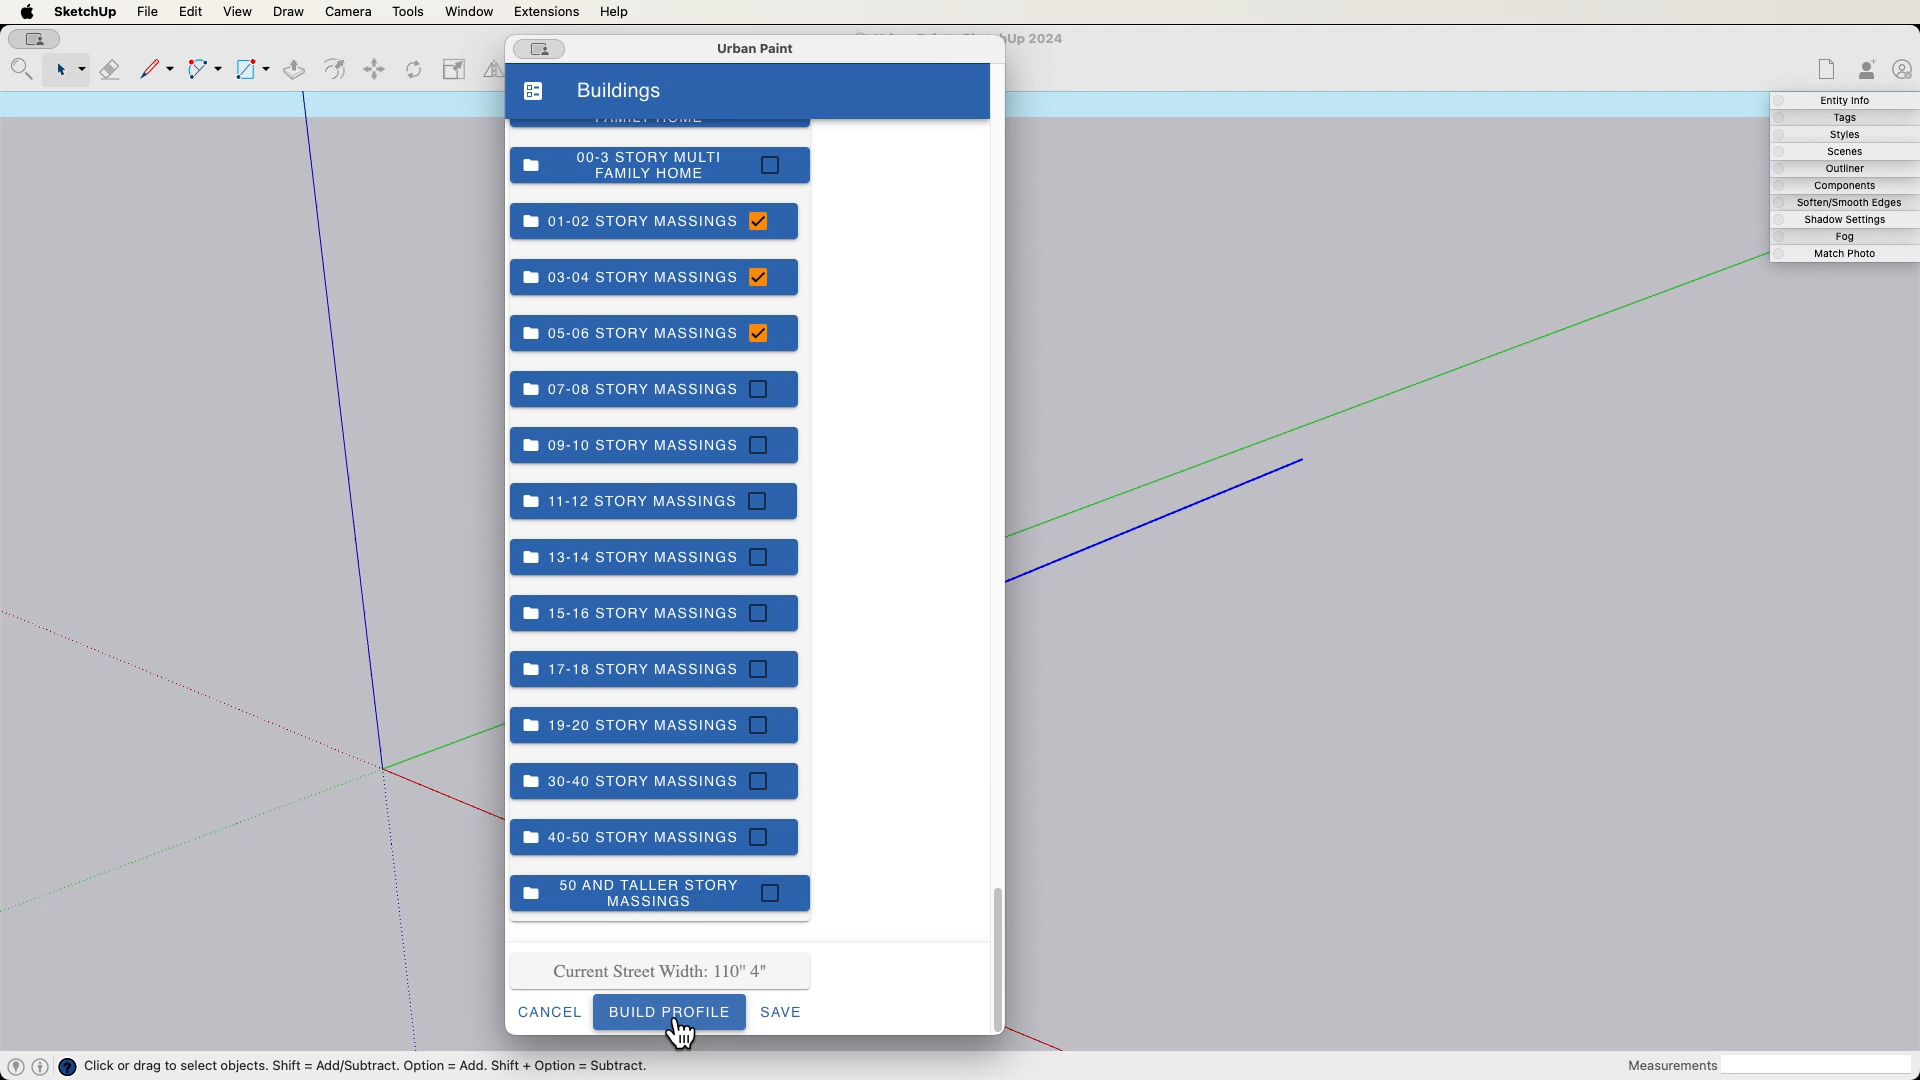 SketchUp File Edit View Draw Camera Tools Window Extensions Help
Urban Paint
Up 2024
Buildings
FAMILY HOME
00-3 STORY MULTI
FAMILY HOME
01-02 STORY MASSINGS
03-04 STORY MASSINGS
05-06 STORY MASSINGS
07-08 STORY MASSINGS
09-10 STORY MASSINGS
11-12 STORY MASSINGS
13-14 STORY MASSINGS
15-16 STORY MASSINGS
17-18 STORY MASSINGS
19-20 STORY MASSINGS
30-40 STORY MASSINGS
40-50 STORY MASSINGS
50 AND TALLER STORY
MASSINGS
Current Street Width: 110" 4"
CANCEL BUILD PROFILE SAVE
Entity Info
Tags
Styles
Scenes
Outliner
Components
Soften/Smooth Edges
Shadow Settings
Fog
Match Photo
Click or drag to select objects. Shift = Add/Subtract. Option = Add. Shift + Option = Subtract.
Measurements